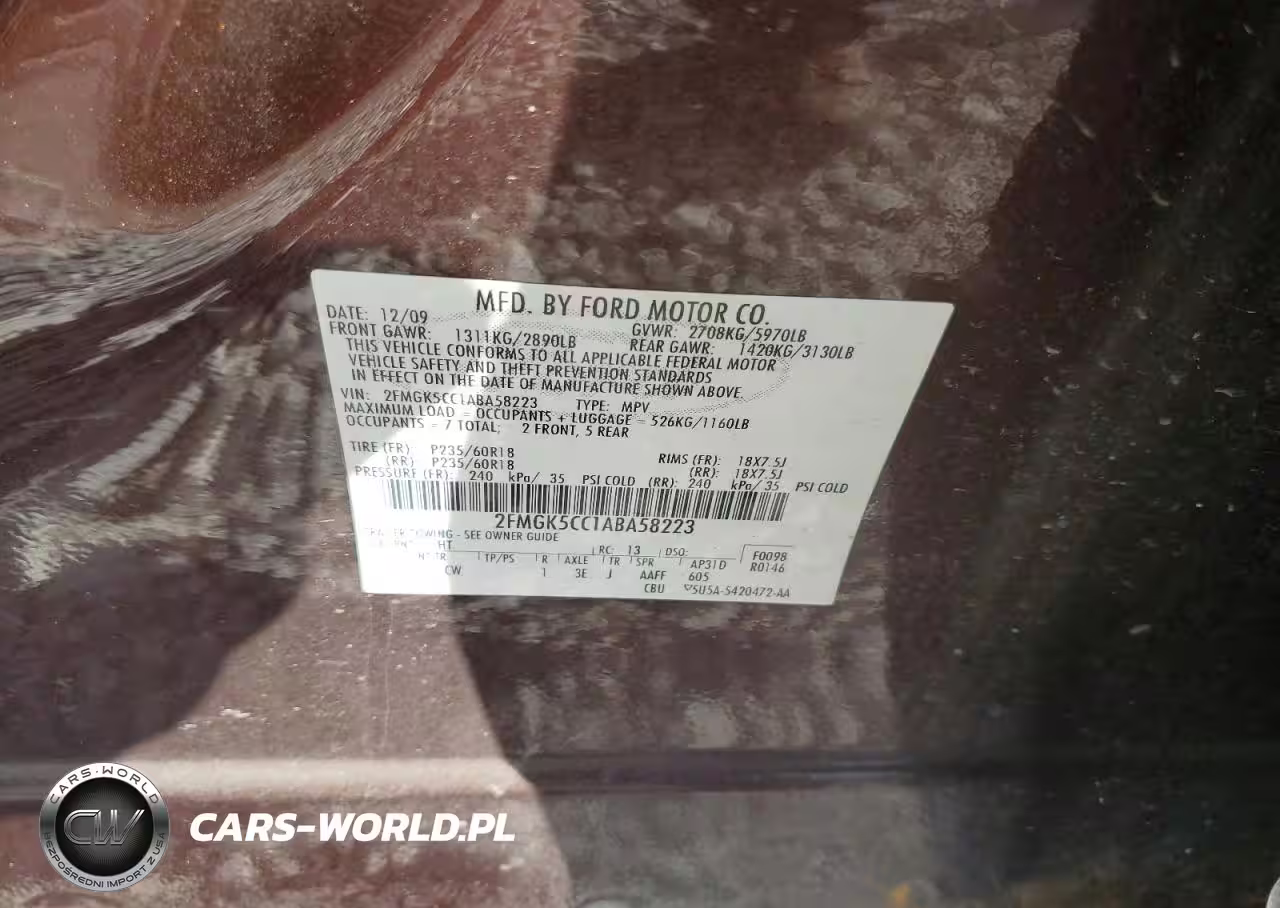 MFD. BY FORD MOTOR CO.
DATE: 12/09 GVWR: 2708KG/5970LB
FRONT GAWR: 1311KG/2890LB REAR GAWR: 1420KG/3130LB
THIS VEHICLE CONFORMS TO ALL APPLICABLE FEDERAL MOTOR
VEHICLE SAFETY AND THEFT PREVENTION STANDARDS
IN EFFECT ON THE DATE OF MANUFACTURE SHOWN ABOVE.
VIN: 2FMGK5CC1ABA58223 TYPE: MPV
MAXIMUM LOAD = OCCUPANTS + LUGGAGE = 526KG/1160LB
OCCUPANTS = 7 TOTAL; 2 FRONT, 5 REAR
TIRE (FR): P235/60R18 RIMS (FR): 18X7.5J
(RR): P235/60R18 (RR): 18X7.5J
PRESSURE (FR): 240 kPa/ 35 PSI COLD (RR): 240 kPa/ 35 PSI COLD
2FMGK5CC1ABA58223
TOWING - SEE OWNER GUIDE
HT RC: 13 DSO: F0098
TR TP/PS R AXLE TR SPR AP31D R0146
CW 1 3E J AAFF 605
CBU 5U5A-5420472-AA
CARS-WORLD
CW
BEZPOŚREDNI IMPORT Z USA
CARS-WORLD.PL